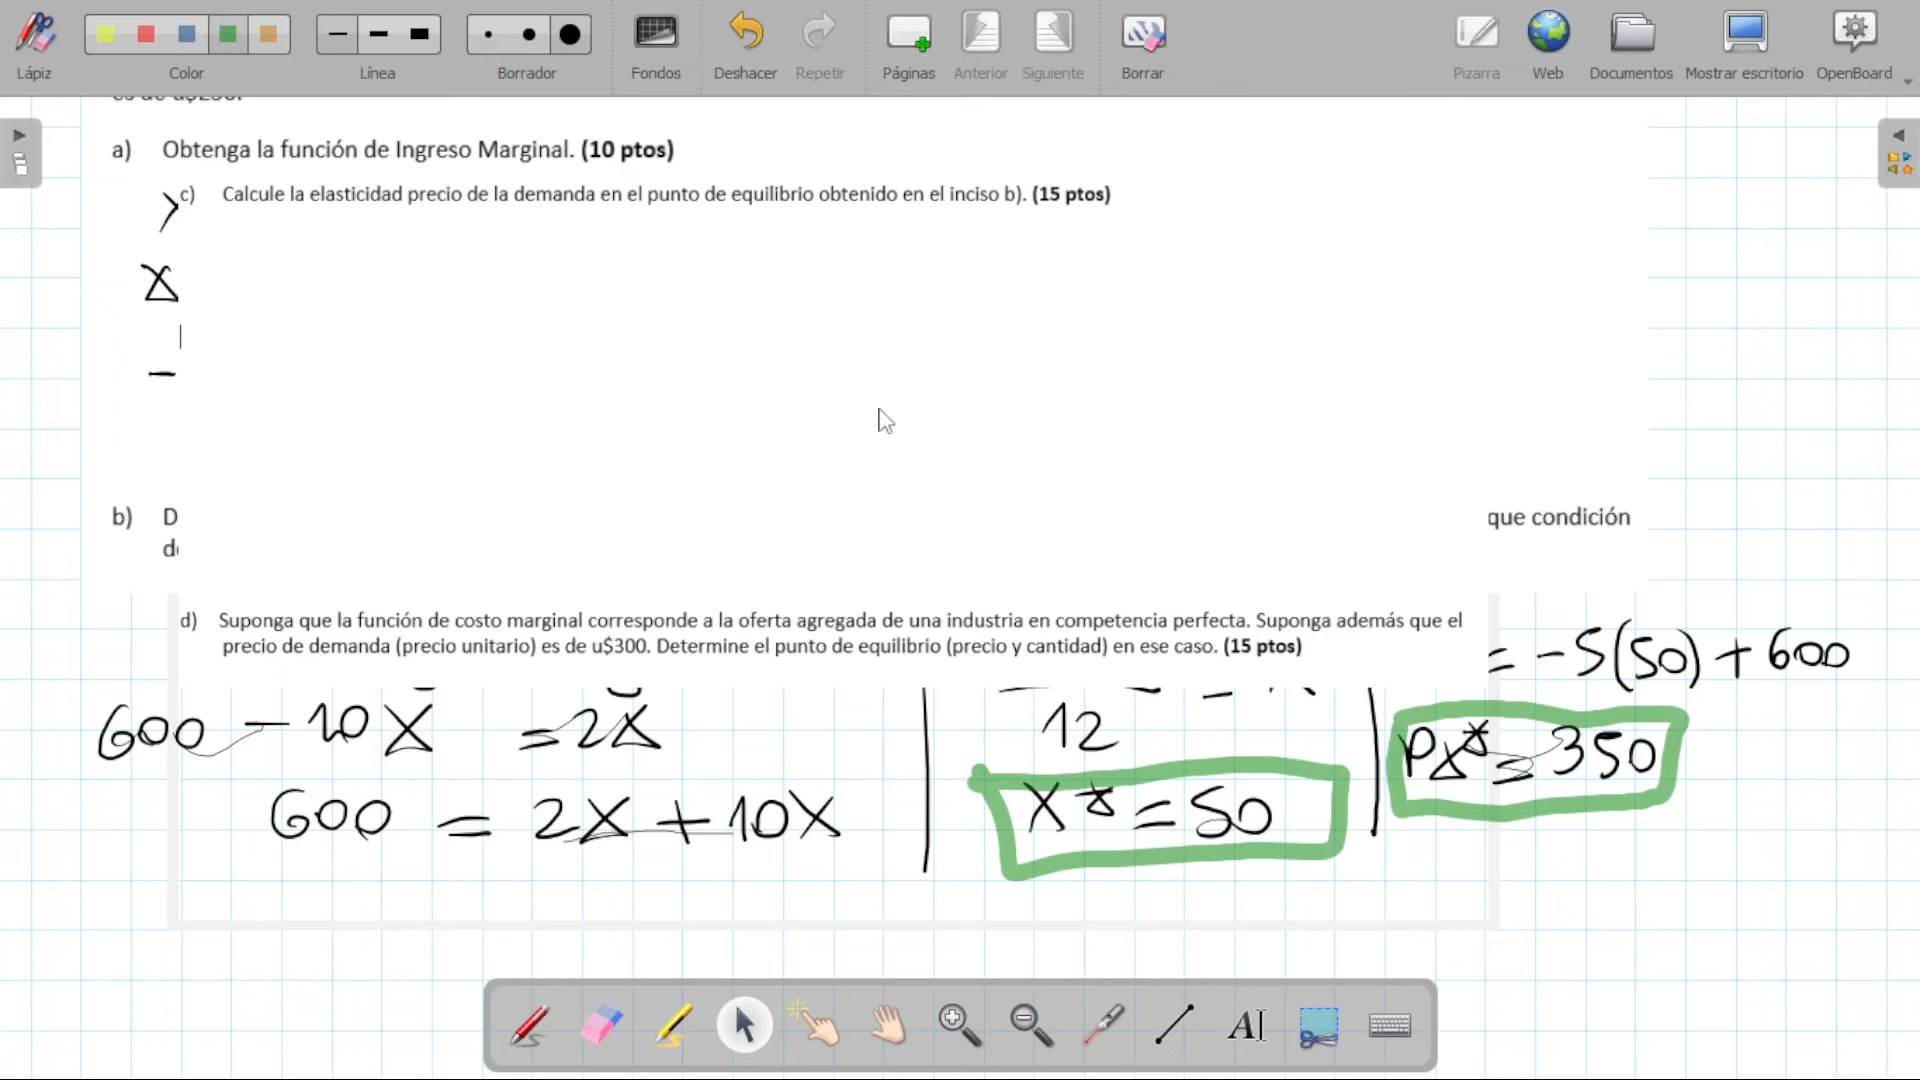 Lápiz
Color
Línea
Borrador
Fondos
Deshacer
Repetir
Páginas
Anterior
Siguiente
Borrar
Pizarra
Web
Documentos
Mostrar escritorio
OpenBoard
a) Obtenga la función de Ingreso Marginal. (10 ptos)
c) Calcule la elasticidad precio de la demanda en el punto de equilibrio obtenido en el inciso b). (15 ptos)
X
b) D
que condición
d) Suponga que la función de costo marginal corresponde a la oferta agregada de una industria en competencia perfecta. Suponga además que el
precio de demanda (precio unitario) es de u$300. Determine el punto de equilibrio (precio y cantidad) en ese caso. (15 ptos)
= -5(50) + 600
600 - 10X = 2X
600 = 2X + 10X
12
X* = 50
Px* = 350
AI